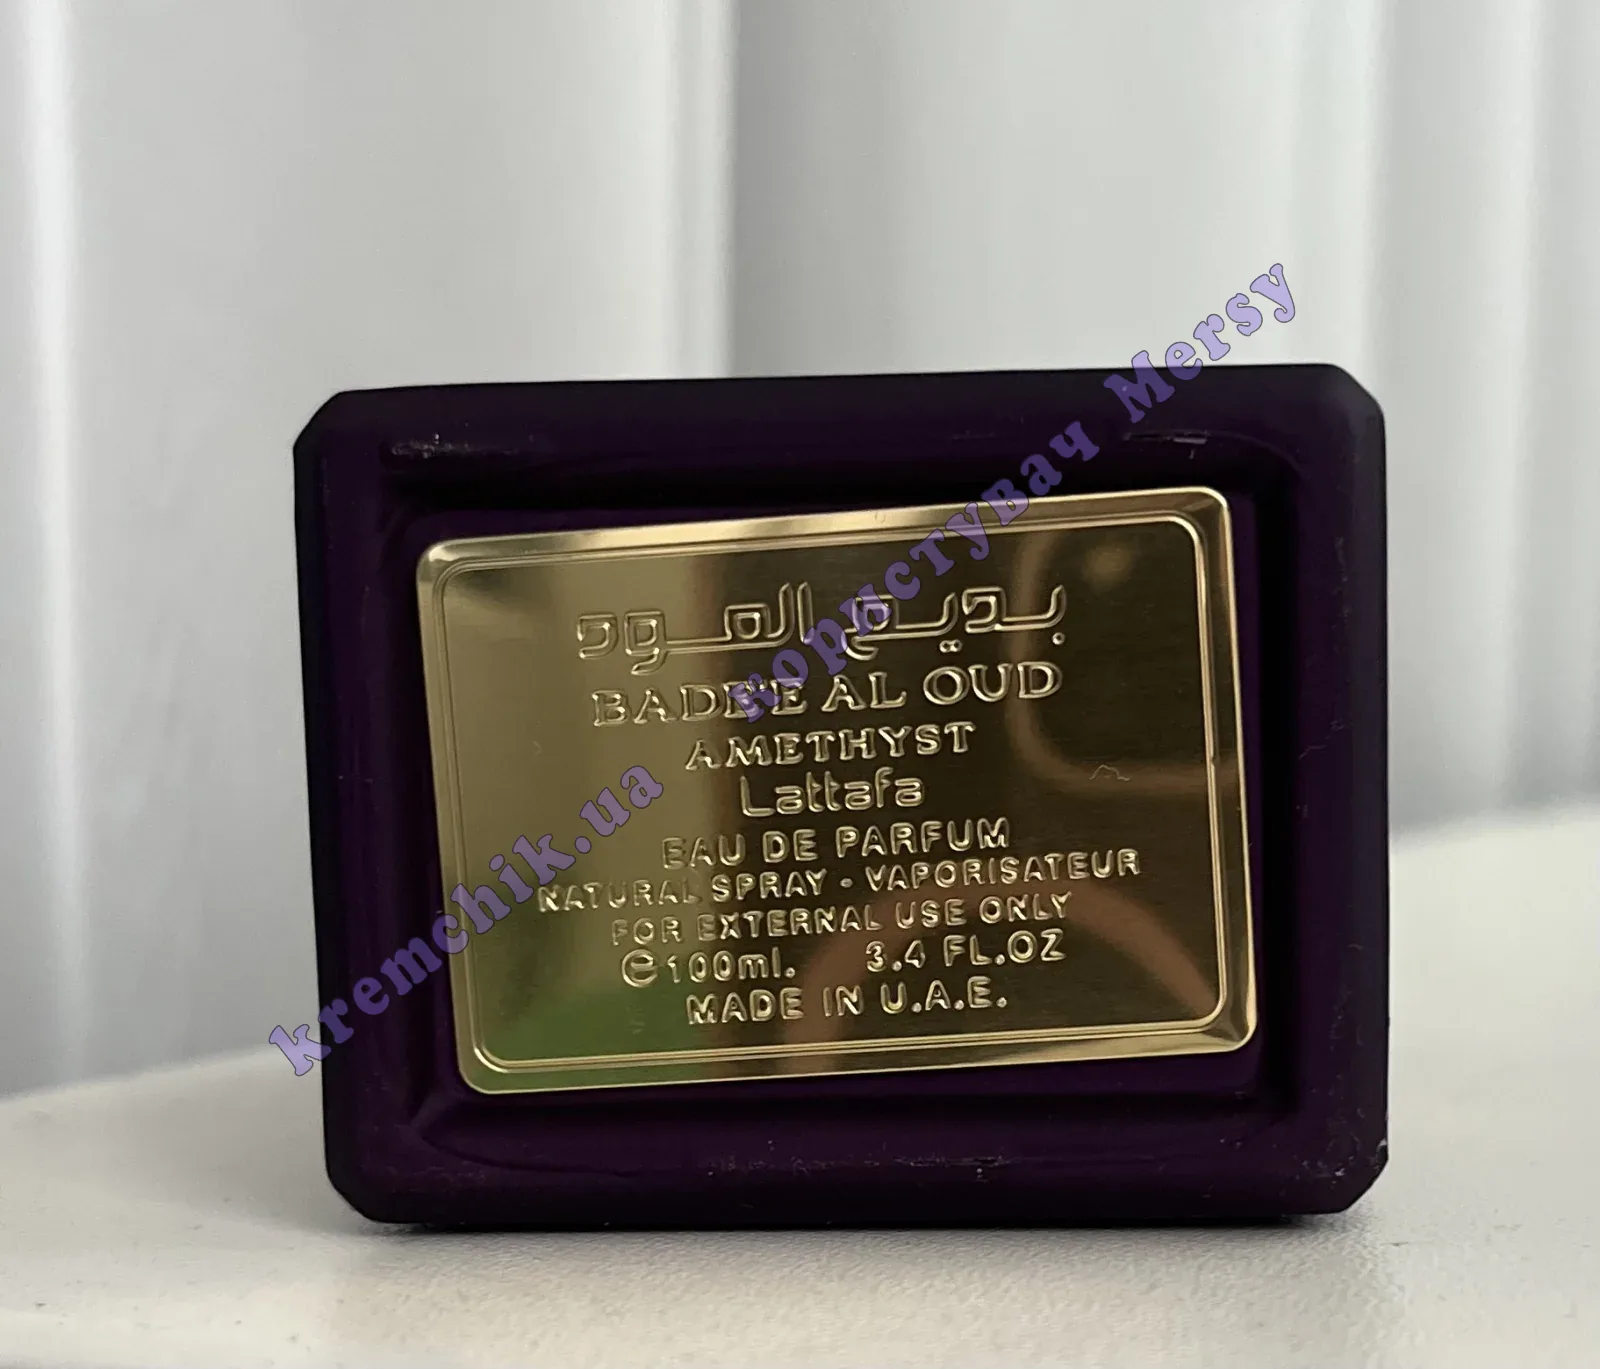 بديع العود
BADE'E AL OUD
AMETHYST
Lattafa
EAU DE PARFUM
NATURAL SPRAY - VAPORISATEUR
FOR EXTERNAL USE ONLY
℮100ml. 3.4 FL.OZ
MADE IN U.A.E.
kremchik.ua користувач Mersy